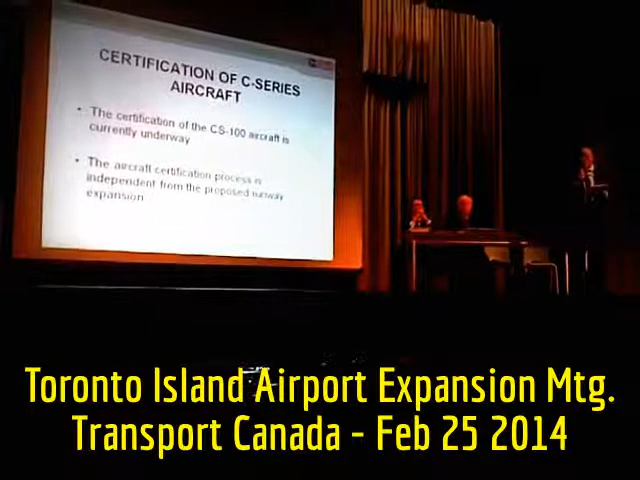 CERTIFICATION OF C-SERIES
AIRCRAFT
• The certification of the CS-100 aircraft is
currently underway
• The aircraft certification process is
independent from the proposed runway
expansion
Toronto Island Airport Expansion Mtg.
Transport Canada - Feb 25 2014